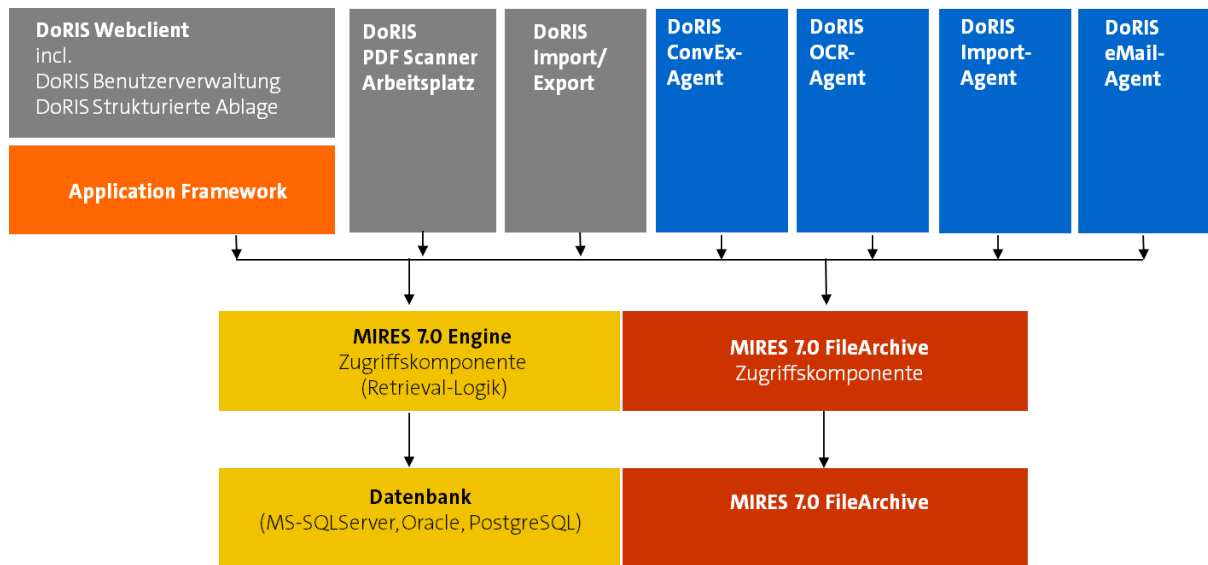 DoRIS Webclient
incl.
DoRIS Benutzerverwaltung
DoRIS Strukturierte Ablage
Application Framework
DoRIS
PDF Scanner
Arbeitsplatz
DoRIS
Import/
Export
DoRIS
ConvEx-
Agent
DoRIS
OCR-
Agent
DoRIS
Import-
Agent
DoRIS
eMail-
Agent
MIRES 7.0 Engine
Zugriffskomponente
(Retrieval-Logik)
MIRES 7.0 FileArchive
Zugriffskomponente
Datenbank
(MS-SQLServer, Oracle, PostgreSQL)
MIRES 7.0 FileArchive